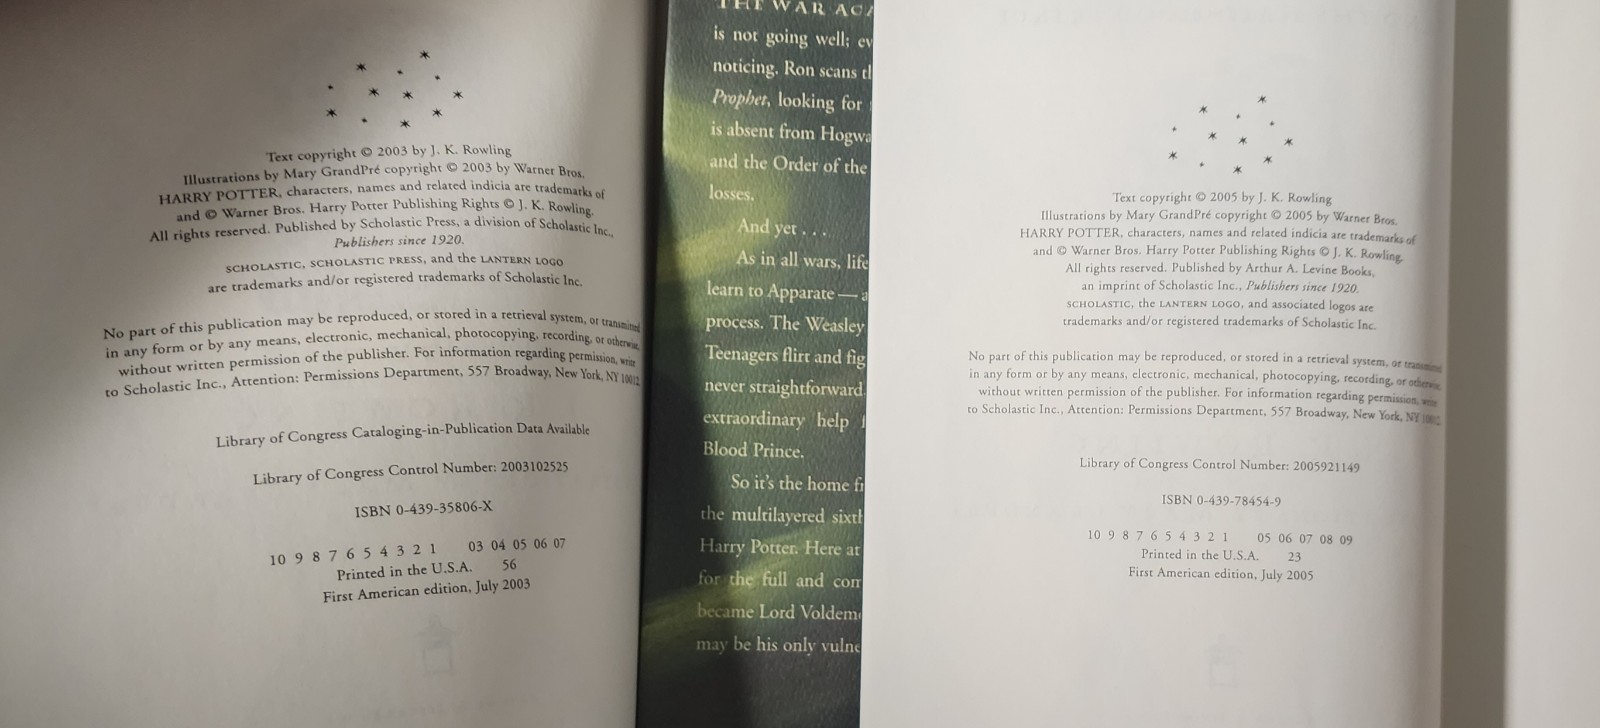 Text copyright © 2003 by J. K. Rowling
Illustrations by Mary GrandPré copyright © 2003 by Warner Bros.
HARRY POTTER, characters, names and related indicia are trademarks of
and © Warner Bros. Harry Potter Publishing Rights © J. K. Rowling.
All rights reserved. Published by Scholastic Press, a division of Scholastic Inc.,
Publishers since 1920.
SCHOLASTIC, SCHOLASTIC PRESS, and the LANTERN LOGO
are trademarks and/or registered trademarks of Scholastic Inc.
No part of this publication may be reproduced, or stored in a retrieval system, or transmitted
in any form or by any means, electronic, mechanical, photocopying, recording, or otherwise,
without written permission of the publisher. For information regarding permission, write
to Scholastic Inc., Attention: Permissions Department, 557 Broadway, New York, NY 10012
Library of Congress Cataloging-in-Publication Data Available
Library of Congress Control Number: 2003102525
ISBN 0-439-35806-X
10 9 8 7 6 5 4 3 2 1 03 04 05 06 07
Printed in the U.S.A. 56
First American edition, July 2003
THE WAR AGA
is not going well; ev
noticing. Ron scans th
Prophet, looking for
is absent from Hogwa
and the Order of the
losses.
And yet . . .
As in all wars, life
learn to Apparate — a
process. The Weasley
Teenagers flirt and fig
never straightforward
extraordinary help
Blood Prince.
So it's the home fr
the multilayered sixth
Harry Potter. Here at
for the full and com
became Lord Voldem
may be his only vulne
Text copyright © 2005 by J. K. Rowling
Illustrations by Mary GrandPré copyright © 2005 by Warner Bros.
HARRY POTTER, characters, names and related indicia are trademarks of
and © Warner Bros. Harry Potter Publishing Rights © J. K. Rowling.
All rights reserved. Published by Arthur A. Levine Books,
an imprint of Scholastic Inc., Publishers since 1920.
SCHOLASTIC, the LANTERN LOGO, and associated logos are
trademarks and/or registered trademarks of Scholastic Inc.
No part of this publication may be reproduced, or stored in a retrieval system, or transmitted
in any form or by any means, electronic, mechanical, photocopying, recording, or otherwise,
without written permission of the publisher. For information regarding permission, write
to Scholastic Inc., Attention: Permissions Department, 557 Broadway, New York, NY 10012
Library of Congress Control Number: 2005921149
ISBN 0-439-78454-9
10 9 8 7 6 5 4 3 2 1 05 06 07 08 09
Printed in the U.S.A. 23
First American edition, July 2005